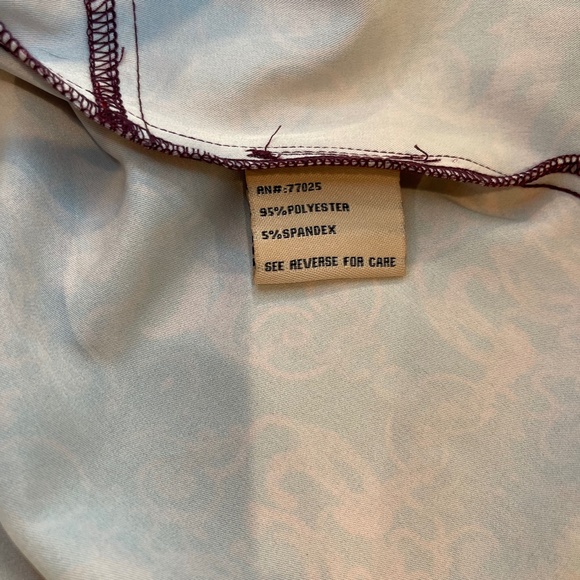 RN#:77025
95%POLYESTER
5%SPANDEX
SEE REVERSE FOR CARE